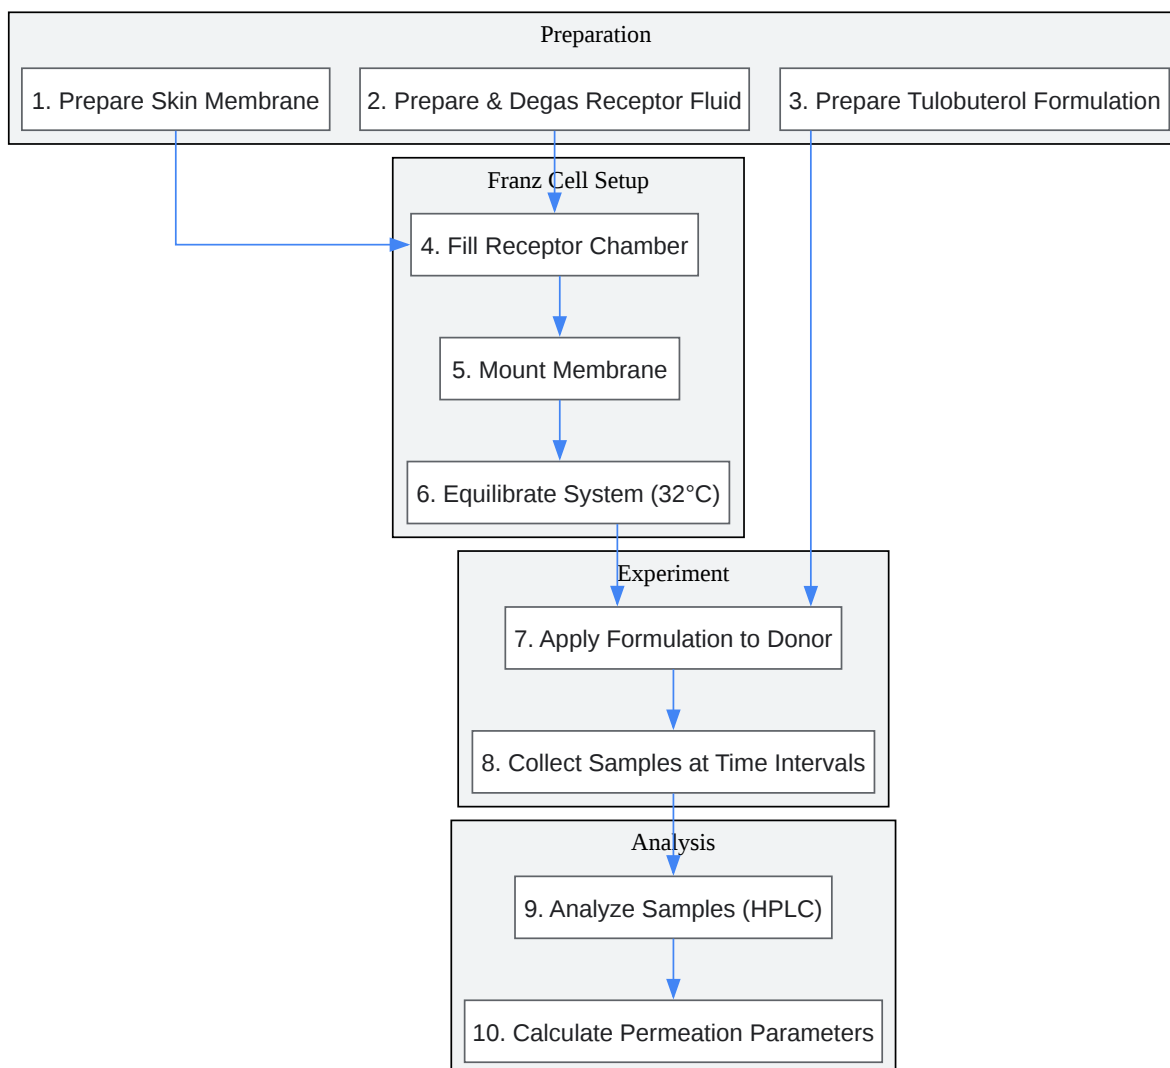 Preparation
1. Prepare Skin Membrane
2. Prepare & Degas Receptor Fluid
3. Prepare Tulobuterol Formulation
Franz Cell Setup
4. Fill Receptor Chamber
5. Mount Membrane
6. Equilibrate System (32°C)
Experiment
7. Apply Formulation to Donor
8. Collect Samples at Time Intervals
Analysis
9. Analyze Samples (HPLC)
10. Calculate Permeation Parameters